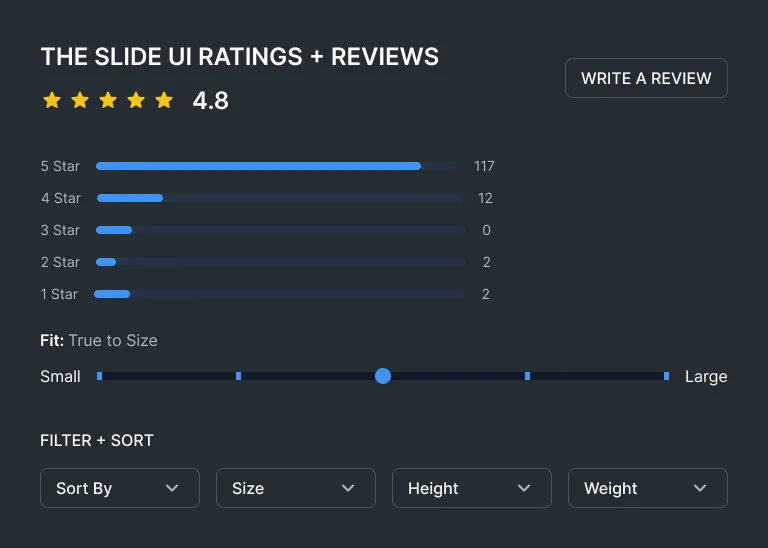 THE SLIDE UI RATINGS + REVIEWS
4.8
WRITE A REVIEW
5 Star 117
4 Star 12
3 Star 0
2 Star 2
1 Star 2
Fit: True to Size
Small Large
FILTER + SORT
Sort By Size Height Weight